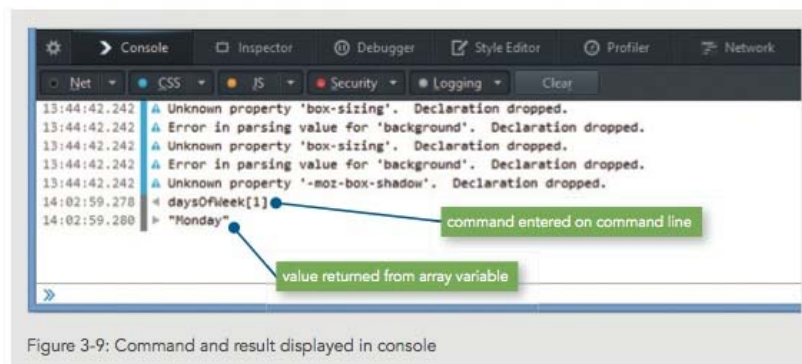 Console Inspector Debugger Style Editor Profiler Network
Net CSS JS Security Logging Clear
13:44:42.242 Unknown property 'box-sizing'. Declaration dropped.
13:44:42.242 Error in parsing value for 'background'. Declaration dropped.
13:44:42.242 Unknown property 'box-sizing'. Declaration dropped.
13:44:42.242 Error in parsing value for 'background'. Declaration dropped.
13:44:42.242 Unknown property '-moz-box-shadow'. Declaration dropped.
14:02:59.278 daysOfWeek[1]
14:02:59.280 "Monday"
command entered on command line
value returned from array variable
Figure 3-9: Command and result displayed in console